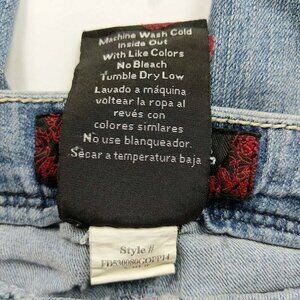 Machine Wash Cold
Inside Out
With Like Colors
No Bleach
Tumble Dry Low
Lavado a máquina
voltear la ropa al
revés con
colores similares
No use blanqueador.
Secar a temperatura baja
Style #